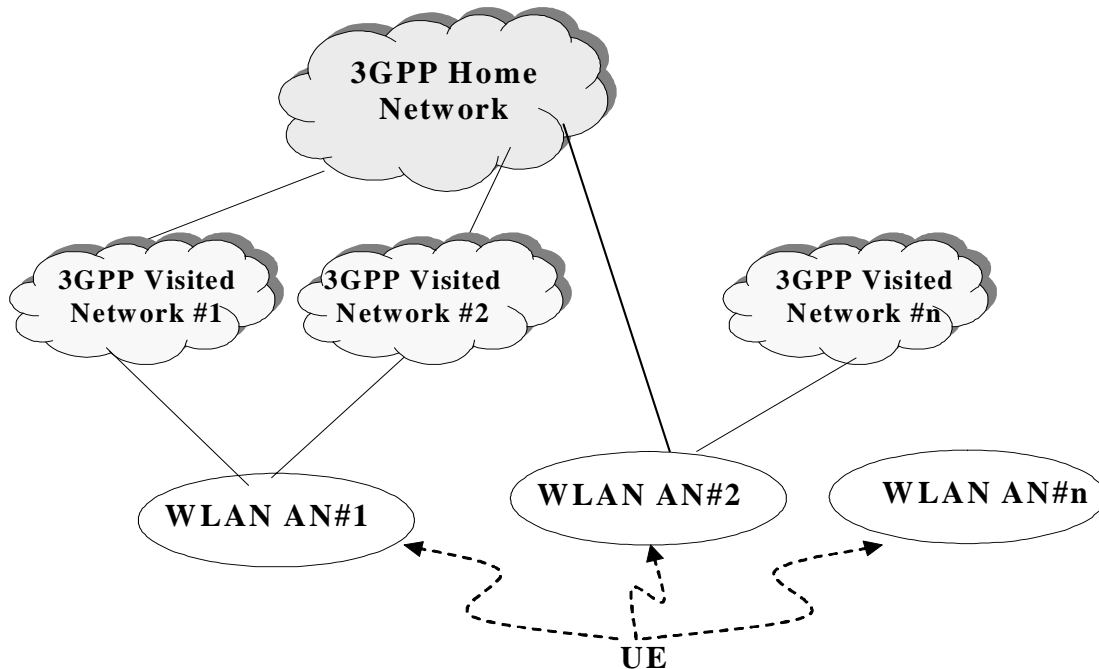 3GPP Home
Network
3GPP Visited
Network #1
3GPP Visited
Network #2
3GPP Visited
Network #n
WLAN AN#1
WLAN AN#2
WLAN AN#n
UE